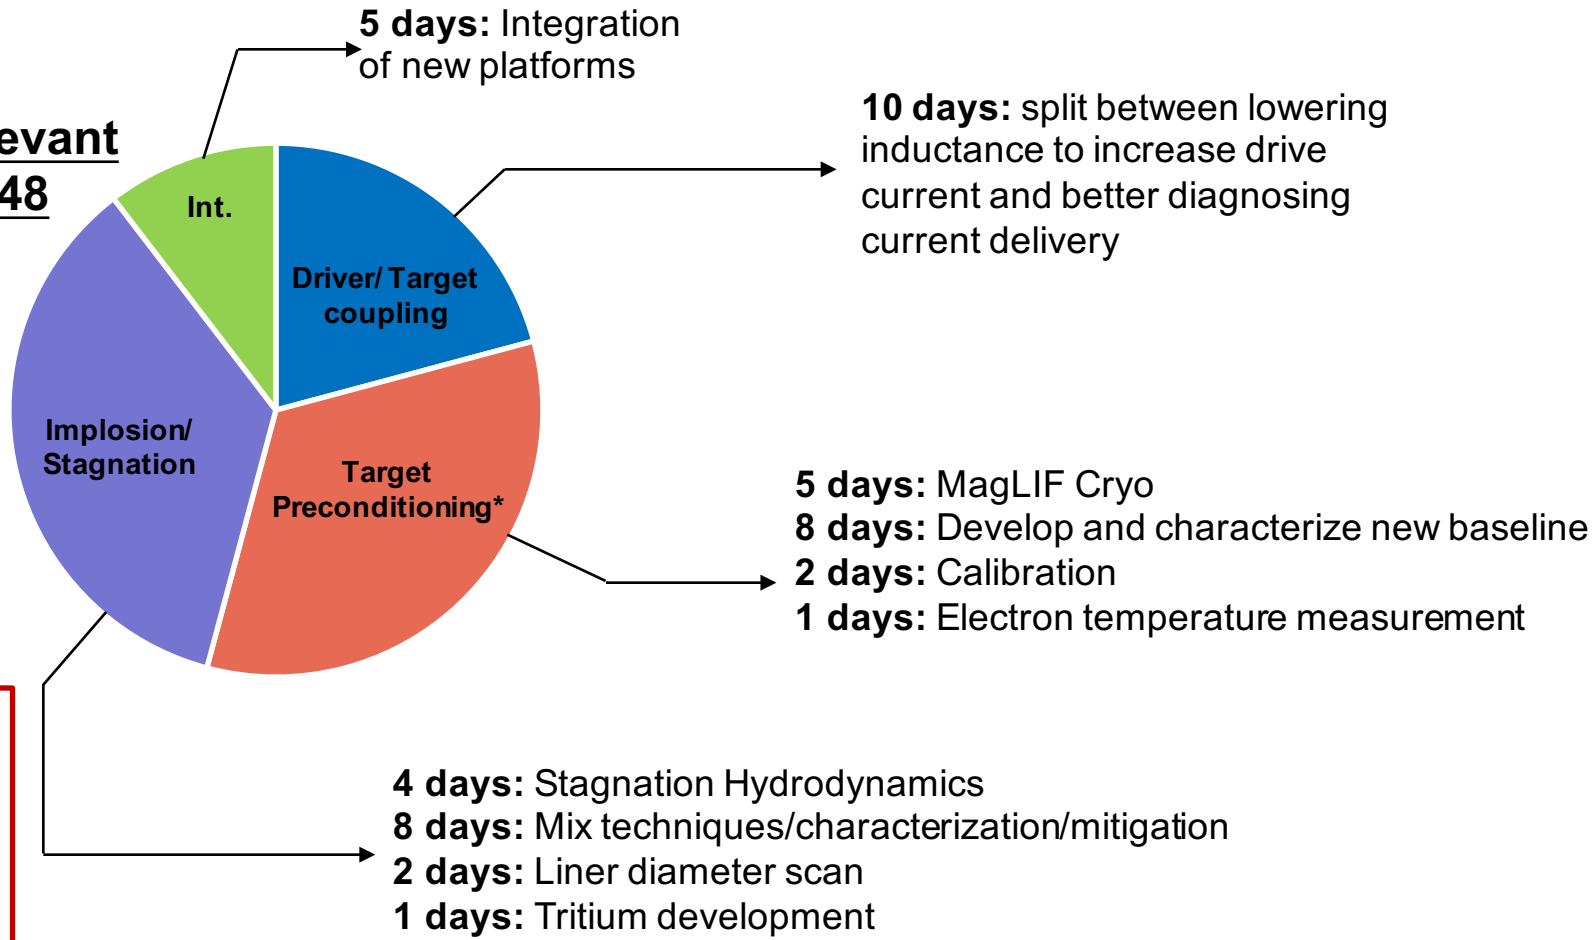 5 days: Integration
of new platforms
evant
48
10 days: split between lowering
inductance to increase drive
current and better diagnosing
current delivery
Int.
Driver/ Target
coupling
Implosion/
Stagnation
Target
Preconditioning*
5 days: MagLIF Cryo
8 days: Develop and characterize new baseline
2 days: Calibration
1 days: Electron temperature measurement
4 days: Stagnation Hydrodynamics
8 days: Mix techniques/characterization/mitigation
2 days: Liner diameter scan
1 days: Tritium development